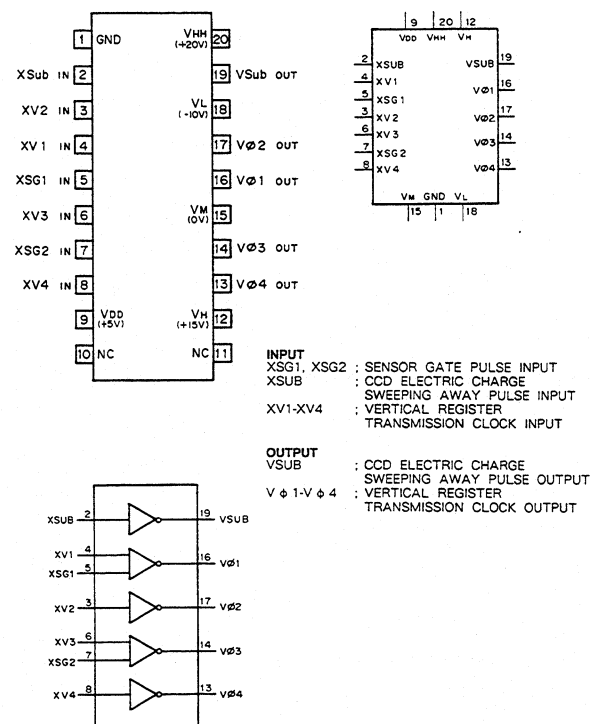 1 GND VHH 20
(+20V)
XSub IN 2 19 VSub OUT
XV2 IN 3 VL 18
(-10V)
XV1 IN 4 17 VØ2 OUT
XSG1 IN 5 16 VØ1 OUT
XV3 IN 6 VM 15
(0V)
XSG2 IN 7 14 VØ3 OUT
XV4 IN 8 13 VØ4 OUT
9 VDD VH 12
(+5V) (+15V)
10 NC NC 11
9 20 12
VDD VHH VH
2 XSUB VSUB 19
4 XV1
5 XSG1 VØ1 16
3 XV2 VØ2 17
6 XV3
7 XSG2 VØ3 14
8 XV4 VØ4 13
VM GND VL
15 1 18
INPUT
XSG1, XSG2 ; SENSOR GATE PULSE INPUT
XSUB ; CCD ELECTRIC CHARGE
SWEEPING AWAY PULSE INPUT
XV1-XV4 ; VERTICAL REGISTER
TRANSMISSION CLOCK INPUT
OUTPUT
VSUB ; CCD ELECTRIC CHARGE
SWEEPING AWAY PULSE OUTPUT
V ϕ 1-V ϕ 4 ; VERTICAL REGISTER
TRANSMISSION CLOCK OUTPUT
XSUB 2 19 VSUB
XV1 4
XSG1 5 16 VØ1
XV2 3 17 VØ2
XV3 6
XSG2 7 14 VØ3
XV4 8 13 VØ4